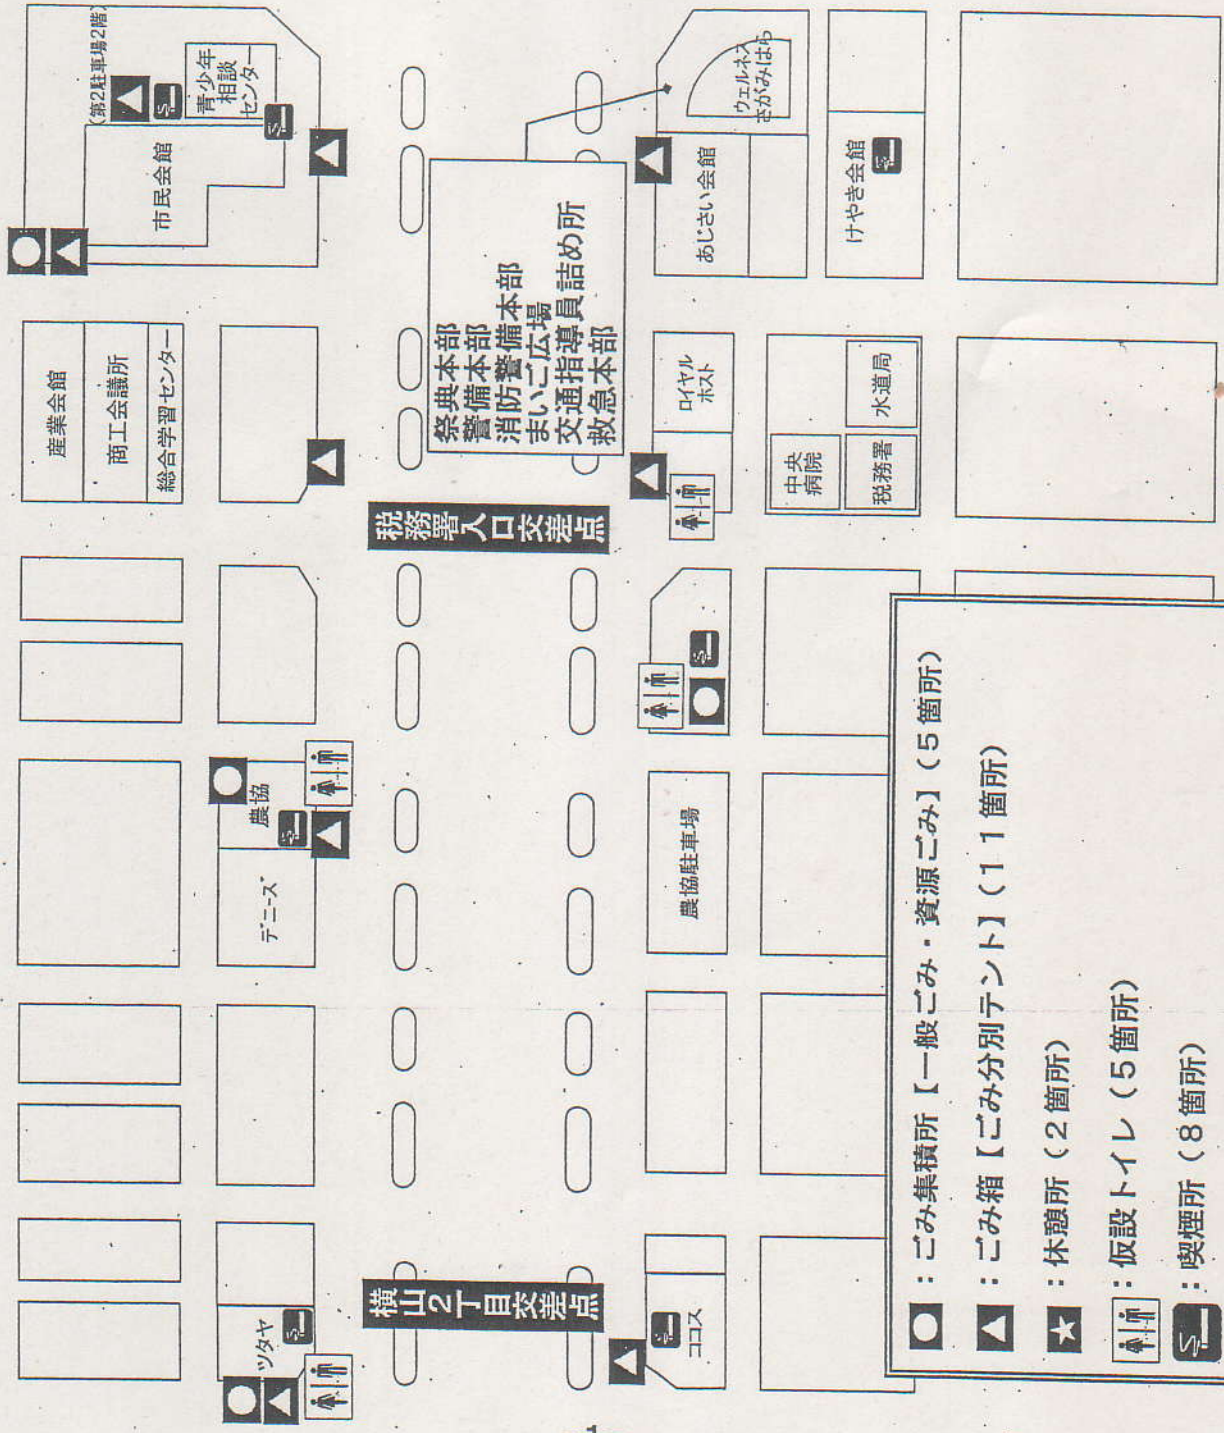 (第2駐車場2階)
青少年
相談
センター
市民会館
産業会館
商工会議所
総合学習センター
農協
デニーズ
ツタヤ
税務署入口交差点
横山2丁目交差点
祭典本部
警備本部
消防警備本部
まいご広場
交通指導員詰め所
救急本部
ウェルネス
さがみはら
あじさい会館
けやき会館
ロイヤル
ホスト
中央
病院
税務署
水道局
農協駐車場
ココス
:ごみ集積所【一般ごみ・資源ごみ】(5箇所)
:ごみ箱【ごみ分別テント】(11箇所)
:休憩所(2箇所)
:仮設トイレ(5箇所)
:喫煙所(8箇所)
1